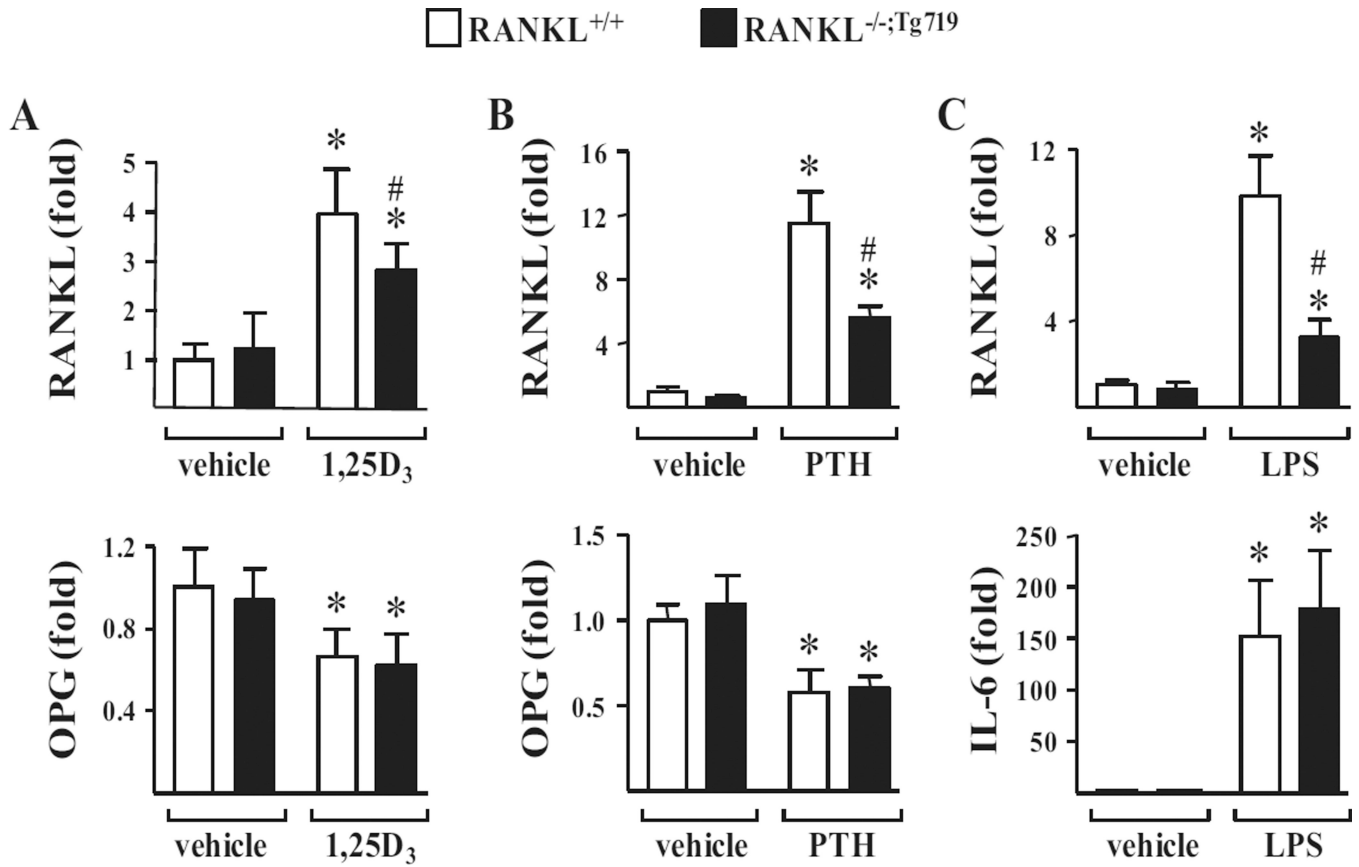 RANKL+/+ RANKL-/-;Tg719
A
RANKL (fold)
5
4
3
2
1
*
#
*
vehicle 1,25D3
B
RANKL (fold)
16
12
8
4
*
#
*
vehicle PTH
C
RANKL (fold)
12
8
4
*
#
*
vehicle LPS
OPG (fold)
1.2
0.8
0.4
* *
vehicle 1,25D3
OPG (fold)
1.5
1.0
0.5
* *
vehicle PTH
IL-6 (fold)
250
200
150
100
50
* *
vehicle LPS